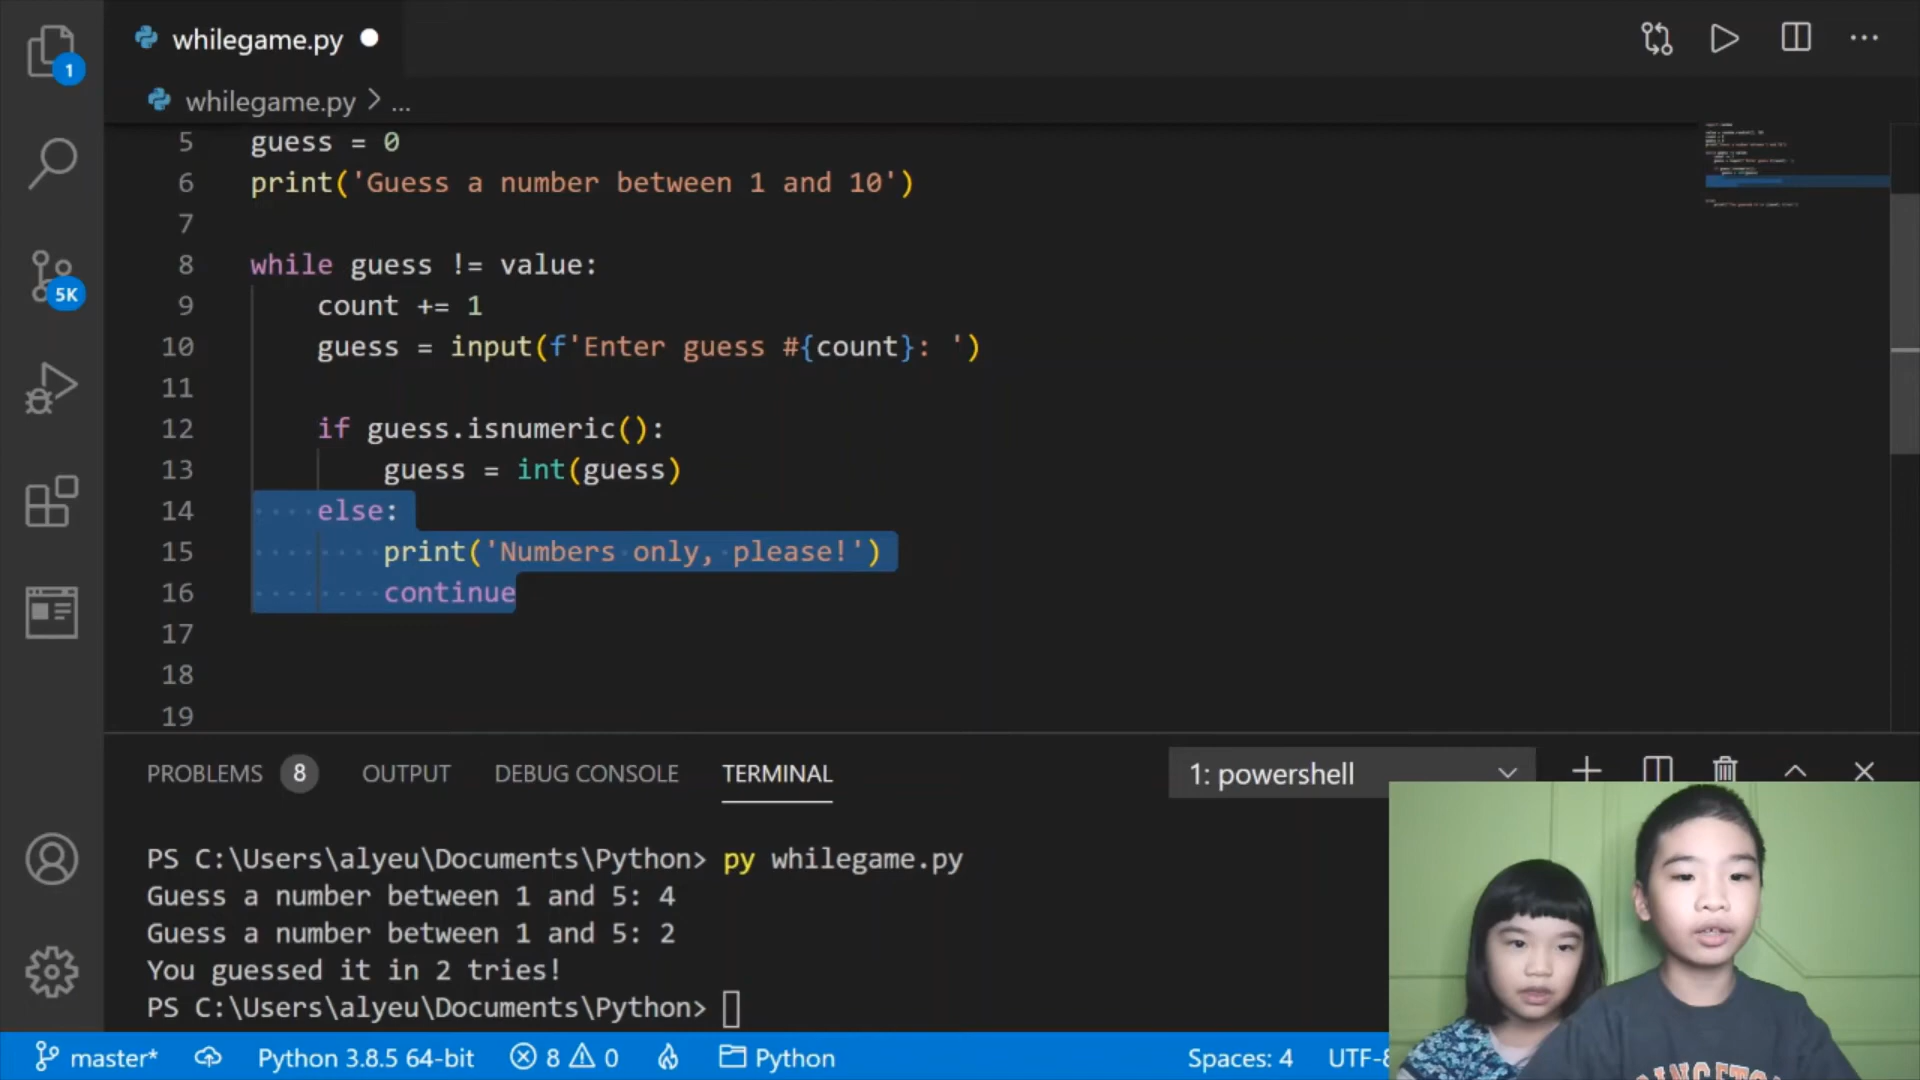 whilegame.py
1
whilegame.py > ...
5 guess = 0
6 print('Guess a number between 1 and 10')
7
8 while guess != value:
9 count += 1
10 guess = input(f'Enter guess #{count}: ')
11
12 if guess.isnumeric():
13 guess = int(guess)
14 else:
15 print('Numbers only, please!')
16 continue
17
18
19
5K
PROBLEMS 8 OUTPUT DEBUG CONSOLE TERMINAL 1: powershell
PS C:\Users\alyeu\Documents\Python> py whilegame.py
Guess a number between 1 and 5: 4
Guess a number between 1 and 5: 2
You guessed it in 2 tries!
PS C:\Users\alyeu\Documents\Python>
master* Python 3.8.5 64-bit 8 0 Python Spaces: 4 UTF-8